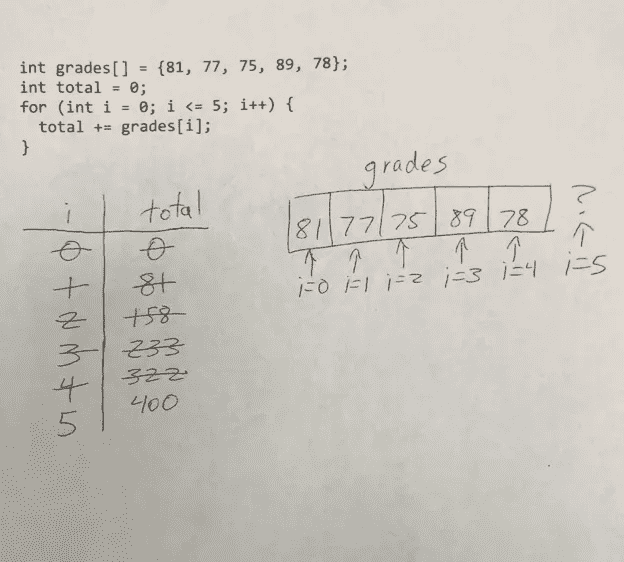 int grades[] = {81, 77, 75, 89, 78};
int total = 0;
for (int i = 0; i <= 5; i++) {
total += grades[i];
}
grades
81 77 75 89 78 ?
i=0 i=1 i=2 i=3 i=4 i=5
i total
0 0
1 81
2 158
3 233
4 322
5 400